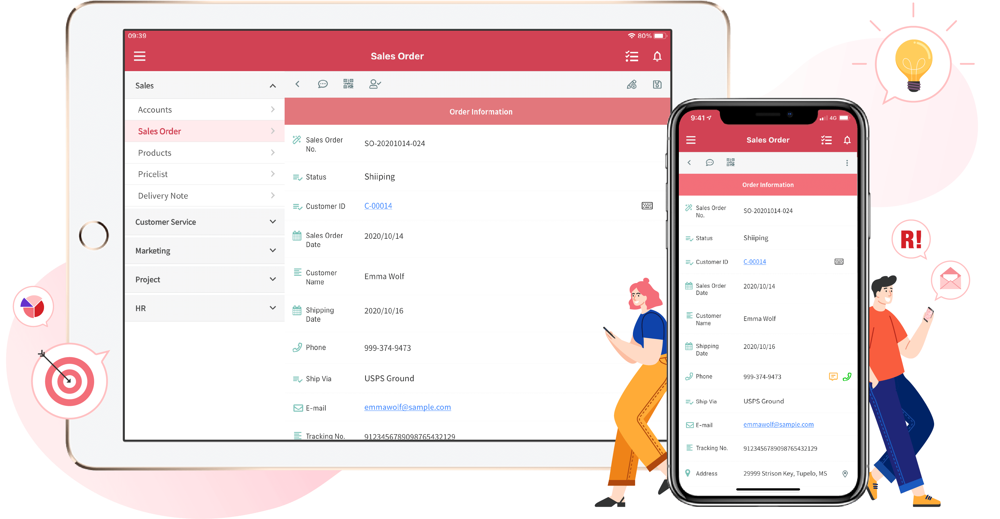 09:39
80%
Sales Order
Sales
Accounts
Sales Order
Products
Pricelist
Delivery Note
Customer Service
Marketing
Project
HR
Order Information
Sales Order
No.
SO-20201014-024
Status
Shiiping
Customer ID
C-00014
Sales Order
Date
2020/10/14
Customer
Name
Emma Wolf
Shipping
Date
2020/10/16
Phone
999-374-9473
Ship Via
USPS Ground
E-mail
emmawolf@sample.com
Tracking No.
9123456789098765432129
9:41
4G
Sales Order
Order Information
Sales Order
No.
SO-20201014-024
Status
Shiiping
Customer ID
C-00014
Sales Order
Date
2020/10/14
Customer
Name
Emma Wolf
Shipping
Date
2020/10/16
Phone
999-374-9473
Ship Via
USPS Ground
E-mail
emmawolf@sample.com
Tracking No.
9123456789098765432129
Address
29999 Strison Key, Tupelo, MS
R!